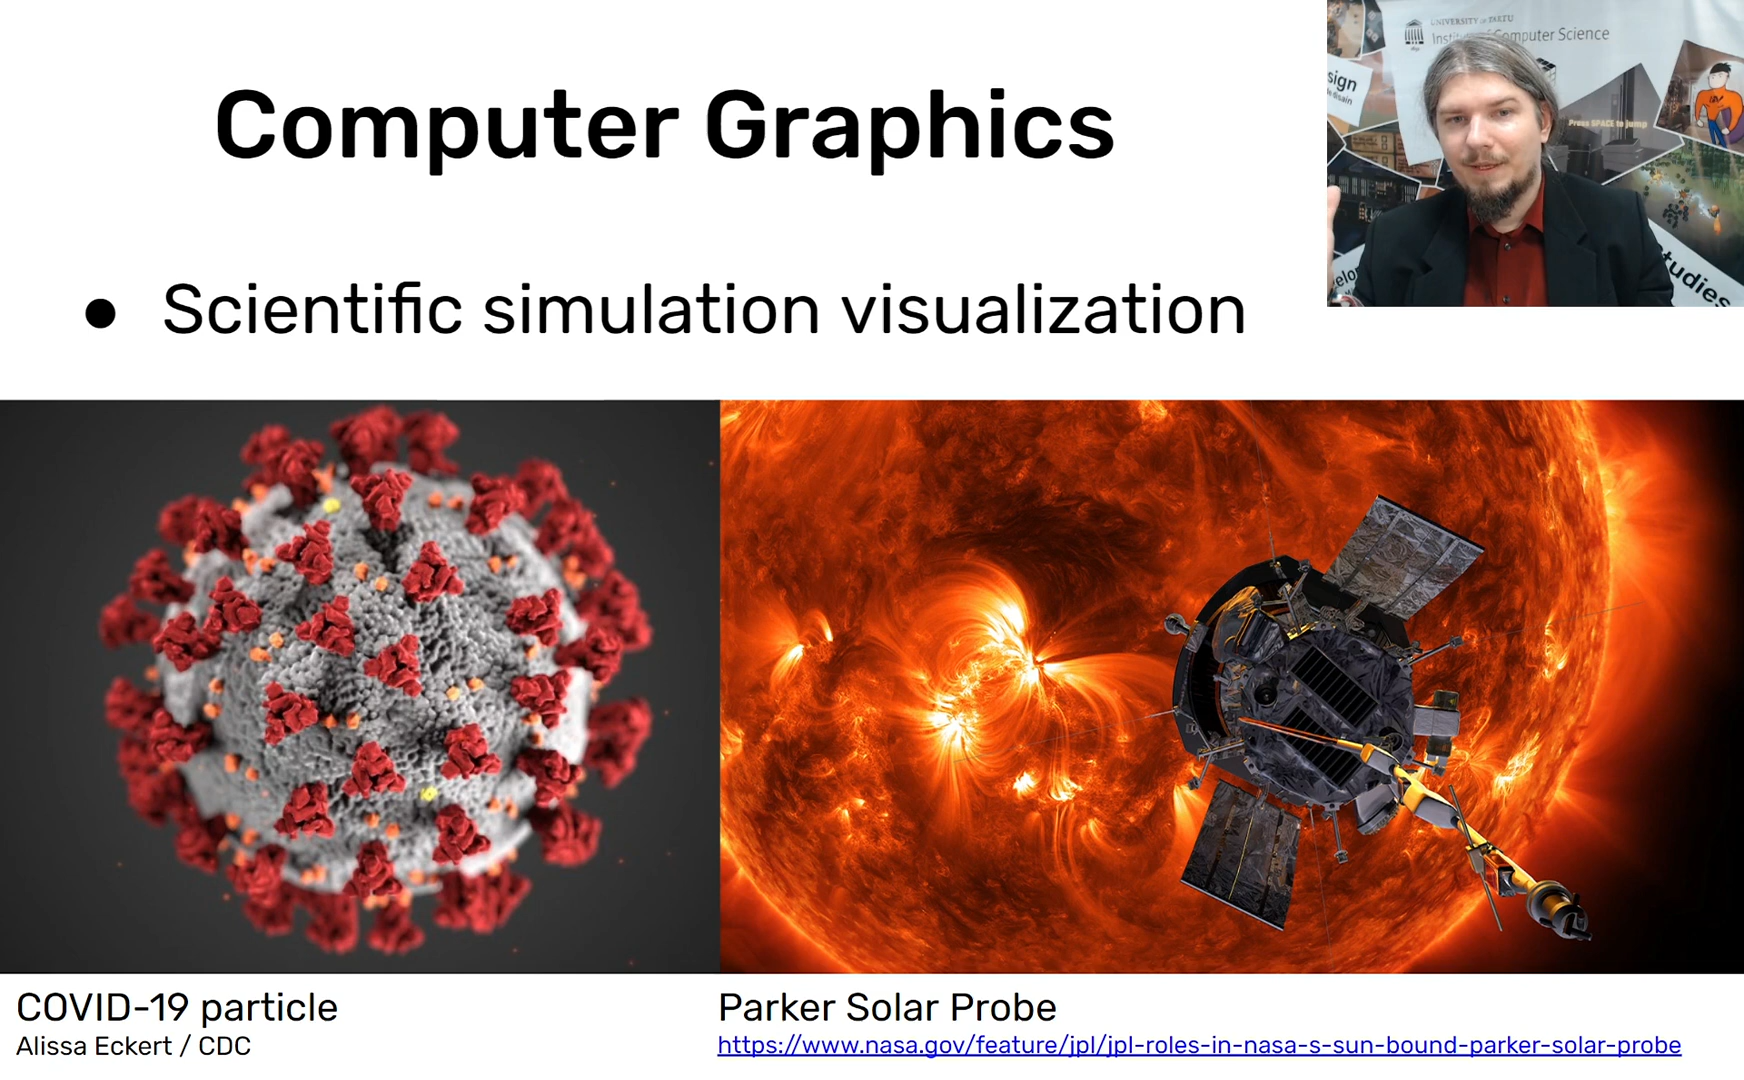 Computer Graphics
UNIVERSITY OF TARTU
Computer Science
sign
Press SPACE to jump
tudies
● Scientific simulation visualization
COVID-19 particle
Alissa Eckert / CDC
Parker Solar Probe
https://www.nasa.gov/feature/jpl/jpl-roles-in-nasa-s-sun-bound-parker-solar-probe